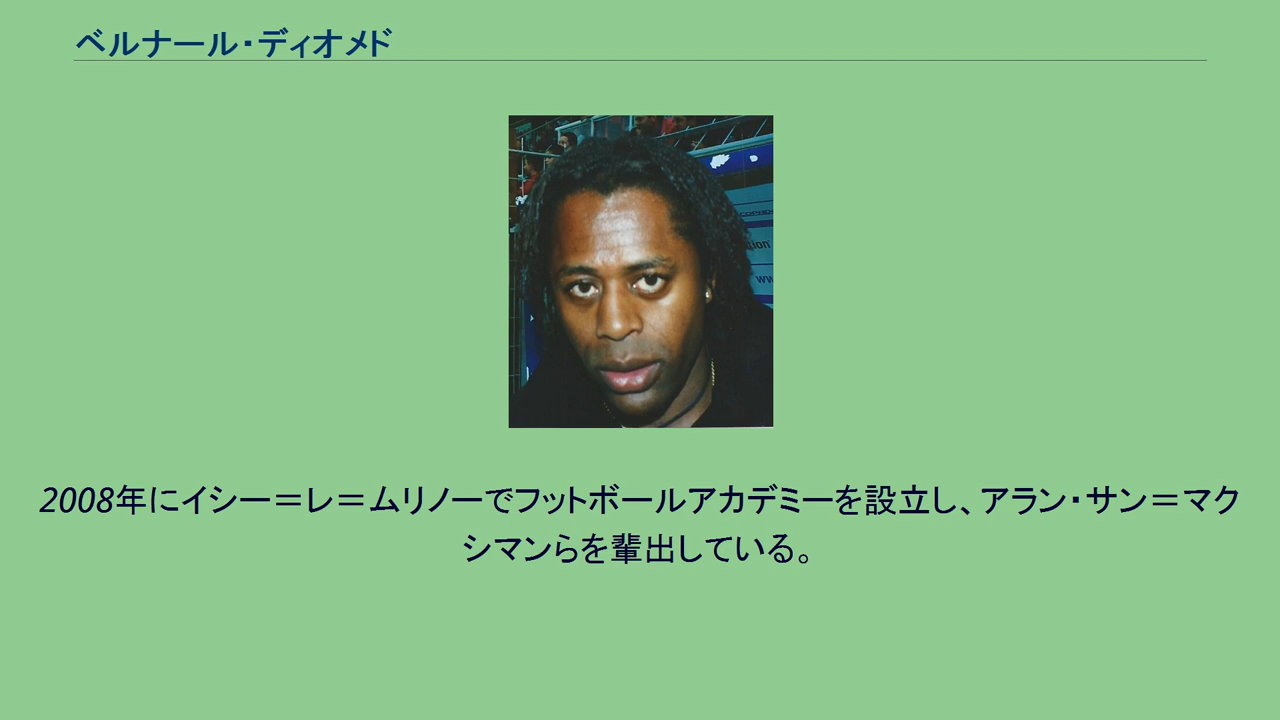 ベルナール・ディオメド
tion
ww
2008年にイシー＝レ＝ムリノーでフットボールアカデミーを設立し、アラン・サン＝マク
シマンらを輩出している。